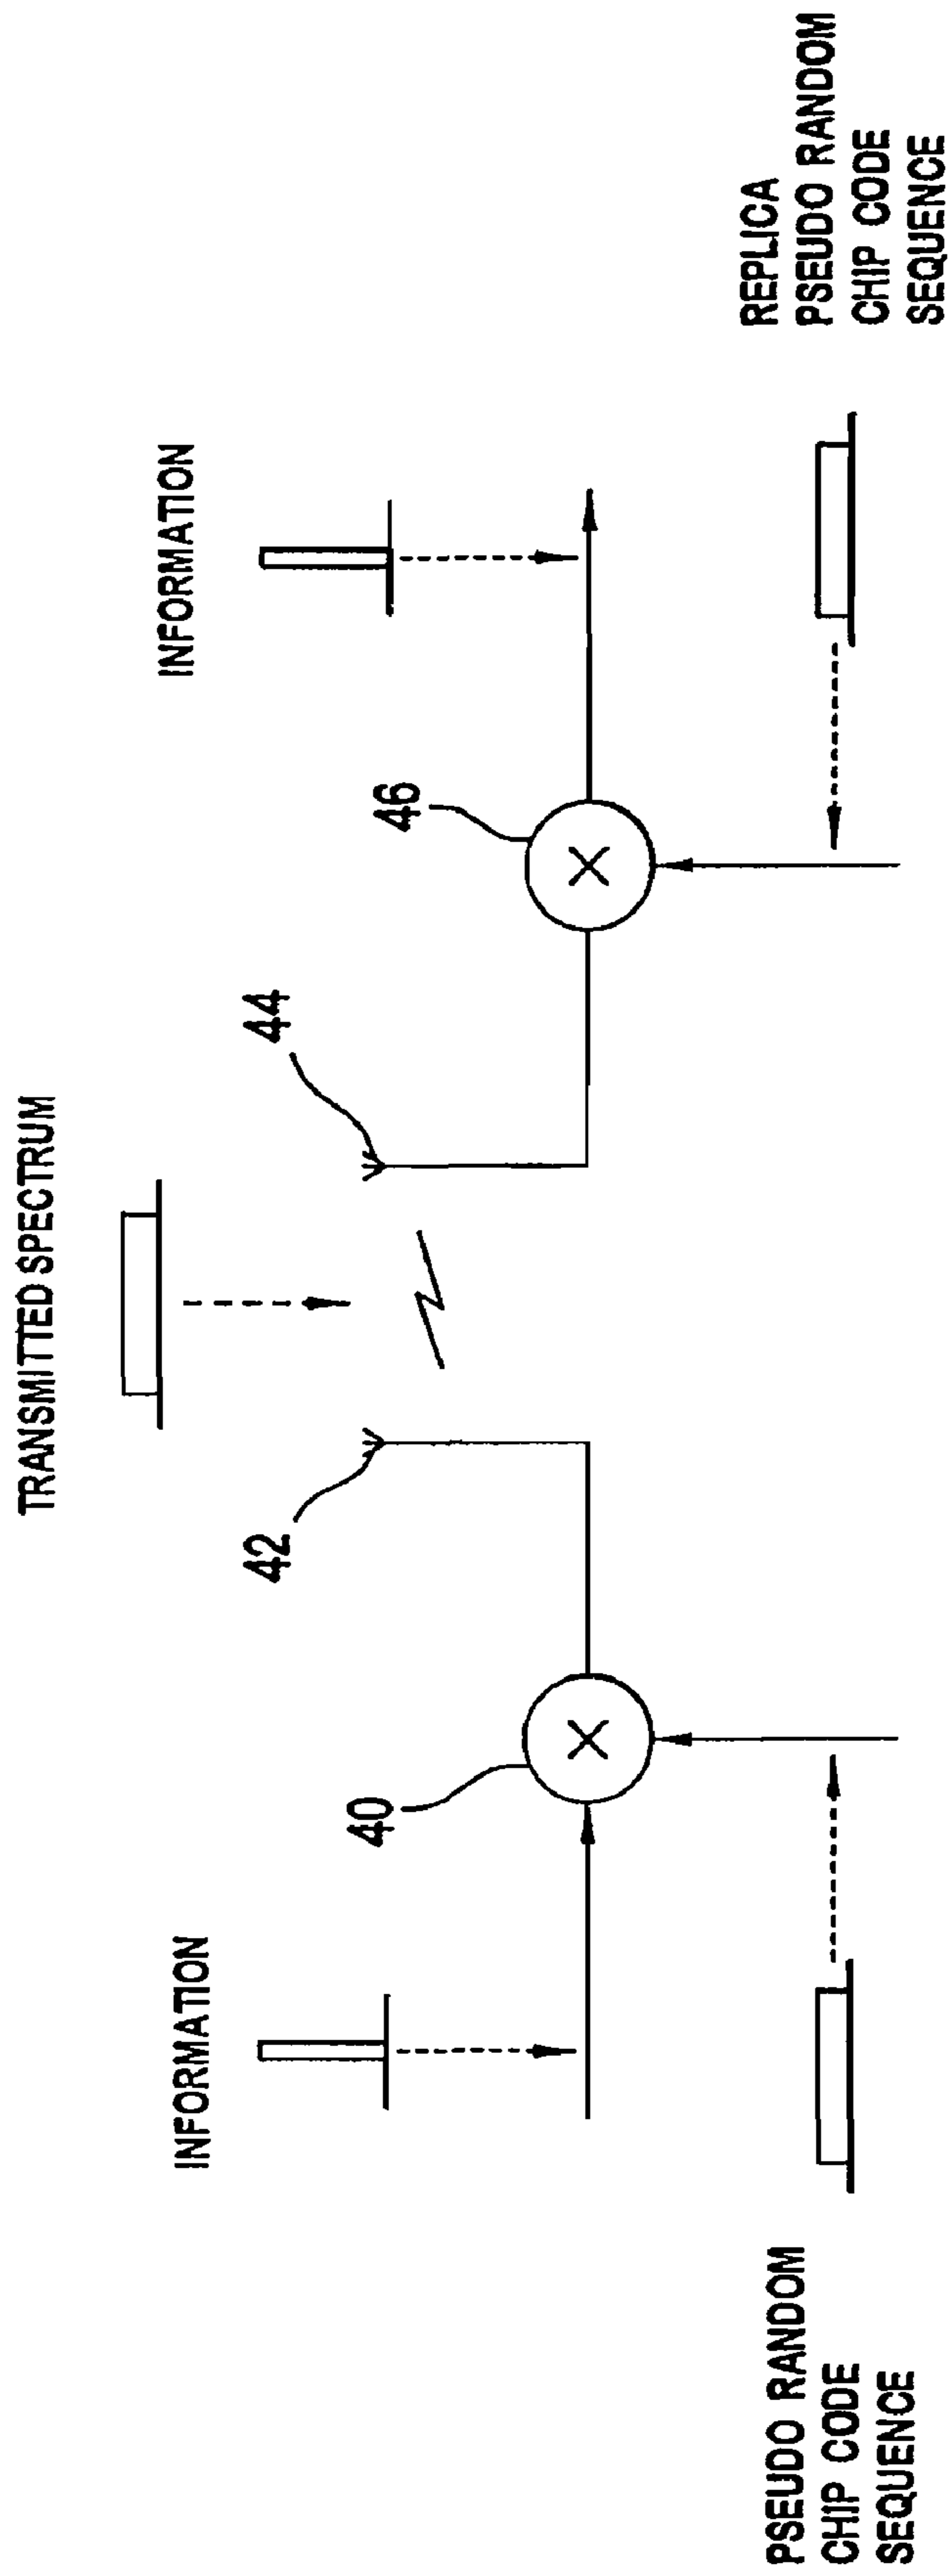 TRANSMITTED SPECTRUM
INFORMATION
INFORMATION
42
44
40
46
PSEUDO RANDOM
CHIP CODE
SEQUENCE
REPLICA
PSEUDO RANDOM
CHIP CODE
SEQUENCE